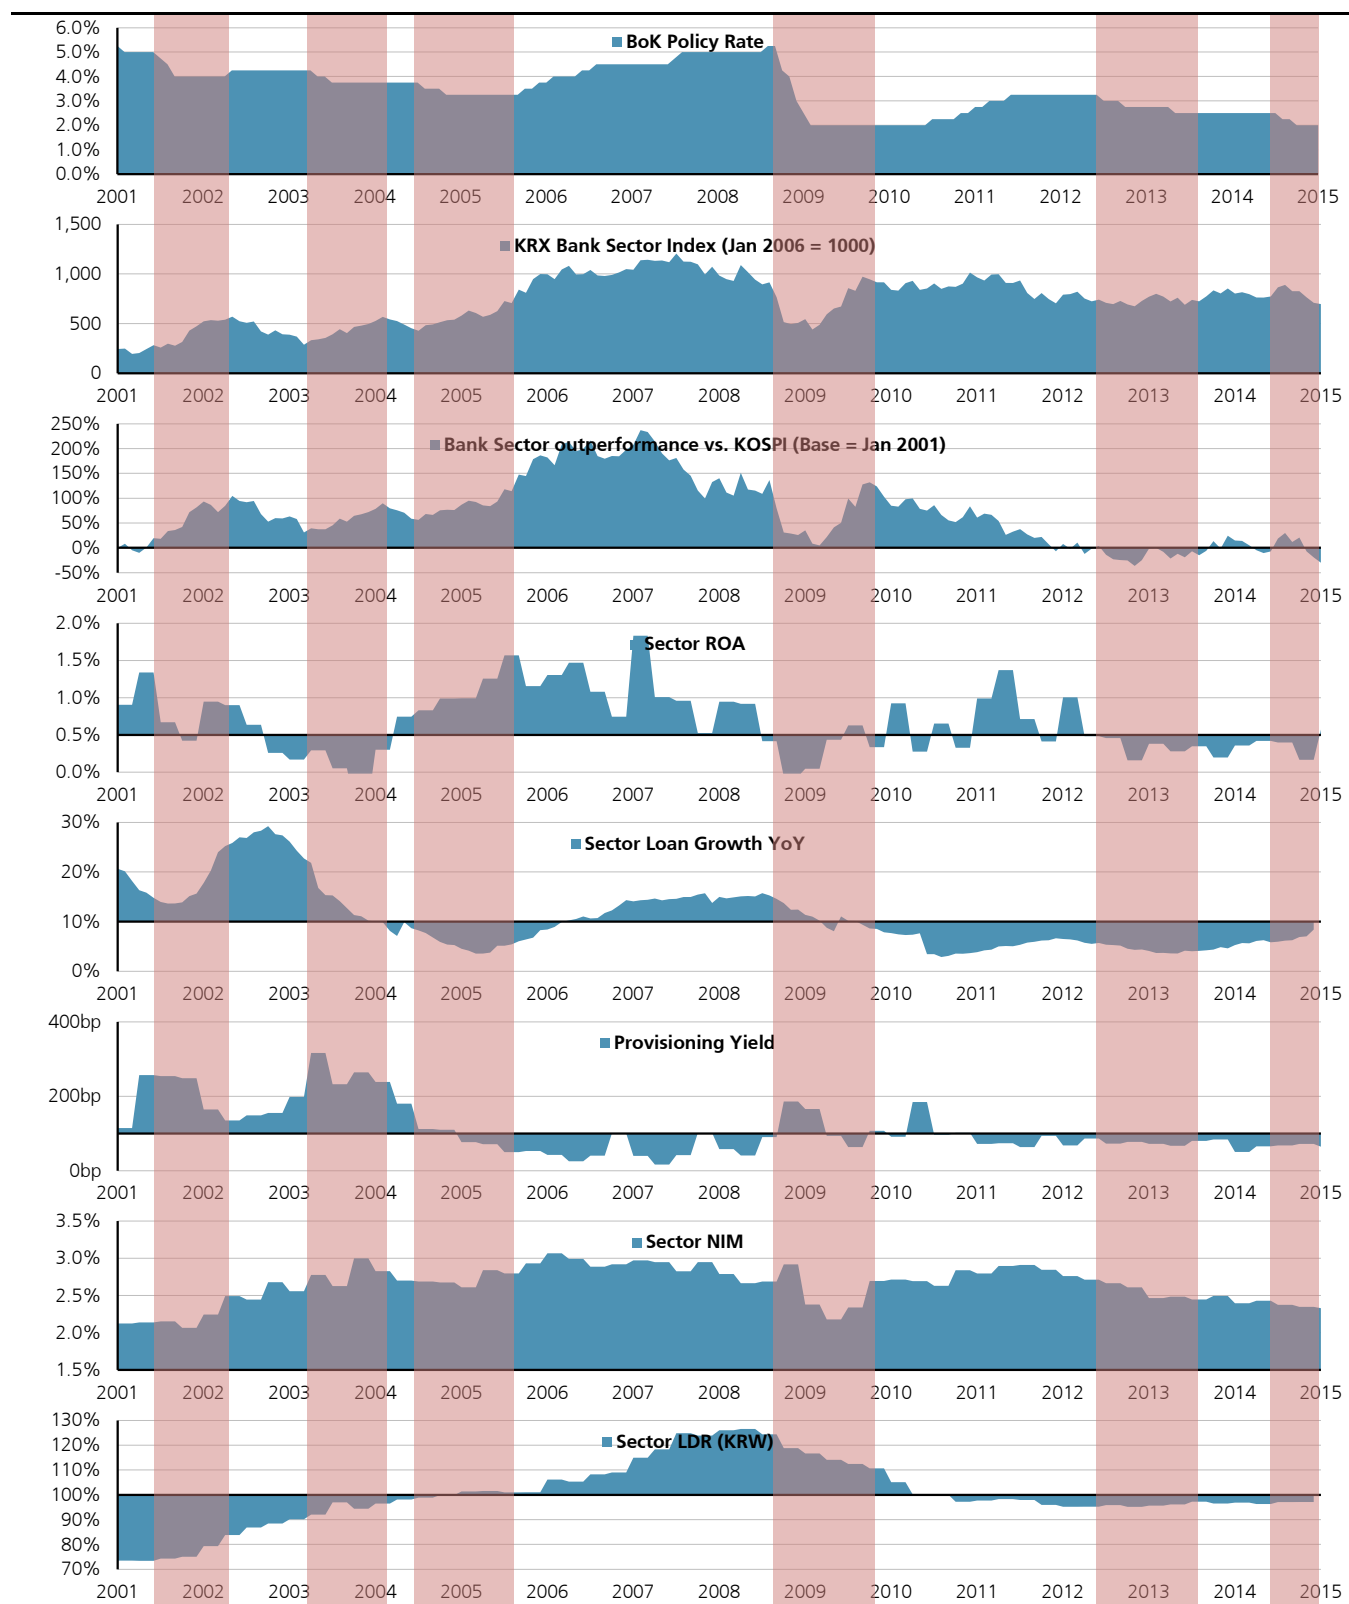 6.0%
BoK Policy Rate
5.0%
4.0%
3.0%
2.0%
1.0%
0.0%
2001 2002 2003 2004 2005 2006 2007 2008 2009 2010 2011 2012 2013 2014 2015
1,500
KRX Bank Sector Index (Jan 2006 = 1000)
1,000
500
0
2001 2002 2003 2004 2005 2006 2007 2008 2009 2010 2011 2012 2013 2014 2015
250%
Bank Sector outperformance vs. KOSPI (Base = Jan 2001)
200%
150%
100%
50%
0%
-50%
2001 2002 2003 2004 2005 2006 2007 2008 2009 2010 2011 2012 2013 2014 2015
2.0%
Sector ROA
1.5%
1.0%
0.5%
0.0%
2001 2002 2003 2004 2005 2006 2007 2008 2009 2010 2011 2012 2013 2014 2015
30%
Sector Loan Growth YoY
20%
10%
0%
2001 2002 2003 2004 2005 2006 2007 2008 2009 2010 2011 2012 2013 2014 2015
400bp
Provisioning Yield
200bp
0bp
2001 2002 2003 2004 2005 2006 2007 2008 2009 2010 2011 2012 2013 2014 2015
3.5%
Sector NIM
3.0%
2.5%
2.0%
1.5%
2001 2002 2003 2004 2005 2006 2007 2008 2009 2010 2011 2012 2013 2014 2015
130%
Sector LDR (KRW)
120%
110%
100%
90%
80%
70%
2001 2002 2003 2004 2005 2006 2007 2008 2009 2010 2011 2012 2013 2014 2015